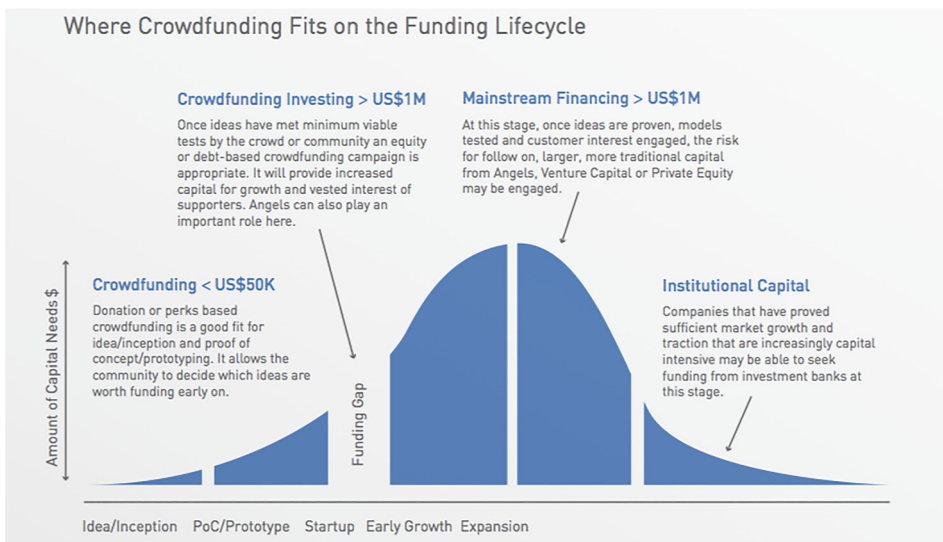 Where Crowdfunding Fits on the Funding Lifecycle
Crowdfunding Investing > US$1M
Once ideas have met minimum viable
tests by the crowd or community an equity
or debt-based crowdfunding campaign is
appropriate. It will provide increased
capital for growth and vested interest of
supporters. Angels can also play an
important role here.
Mainstream Financing > US$1M
At this stage, once ideas are proven, models
tested and customer interest engaged, the risk
for follow on, larger, more traditional capital
from Angels, Venture Capital or Private Equity
may be engaged.
Crowdfunding < US$50K
Donation or perks based
crowdfunding is a good fit for
idea/inception and proof of
concept/prototyping. It allows the
community to decide which ideas are
worth funding early on.
Institutional Capital
Companies that have proved
sufficient market growth and
traction that are increasingly capital
intensive may be able to seek
funding from investment banks at
this stage.
Amount of Capital Needs $
Funding Gap
Idea/Inception PoC/Prototype Startup Early Growth Expansion